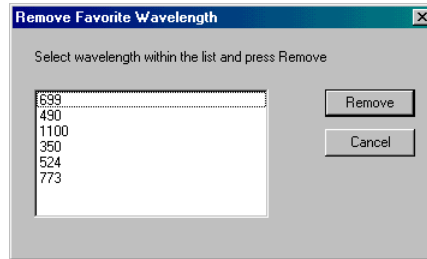 Remove Favorite Wavelength
Select wavelength within the list and press Remove
699
490
1100
350
524
773
Remove
Cancel